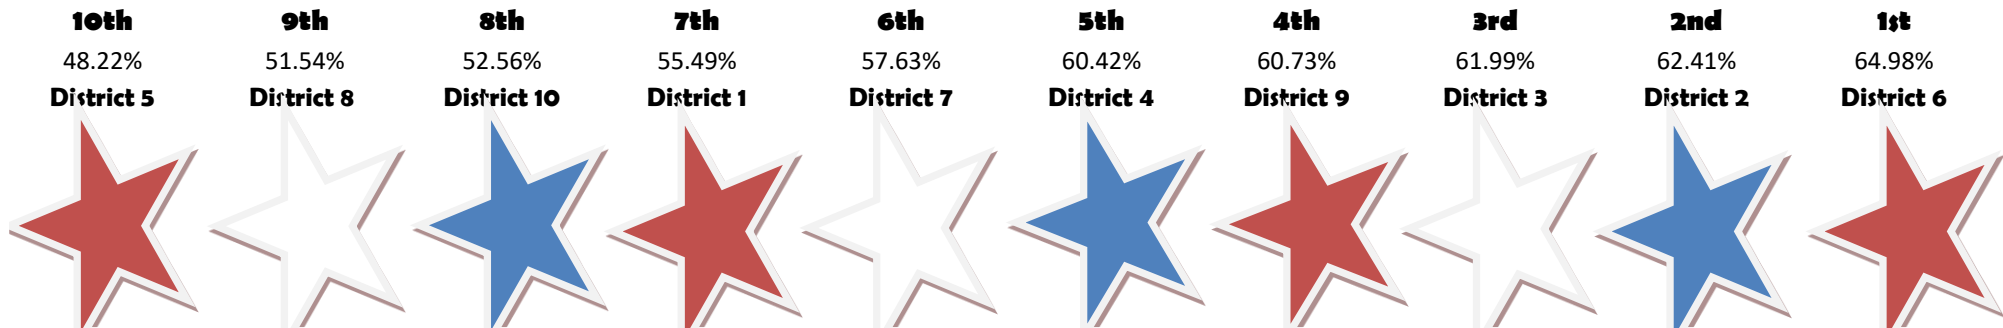 10th 9th 8th 7th 6th 5th 4th 3rd 2nd 1st
48.22% 51.54% 52.56% 55.49% 57.63% 60.42% 60.73% 61.99% 62.41% 64.98%
District 5 District 8 District 10 District 1 District 7 District 4 District 9 District 3 District 2 District 6